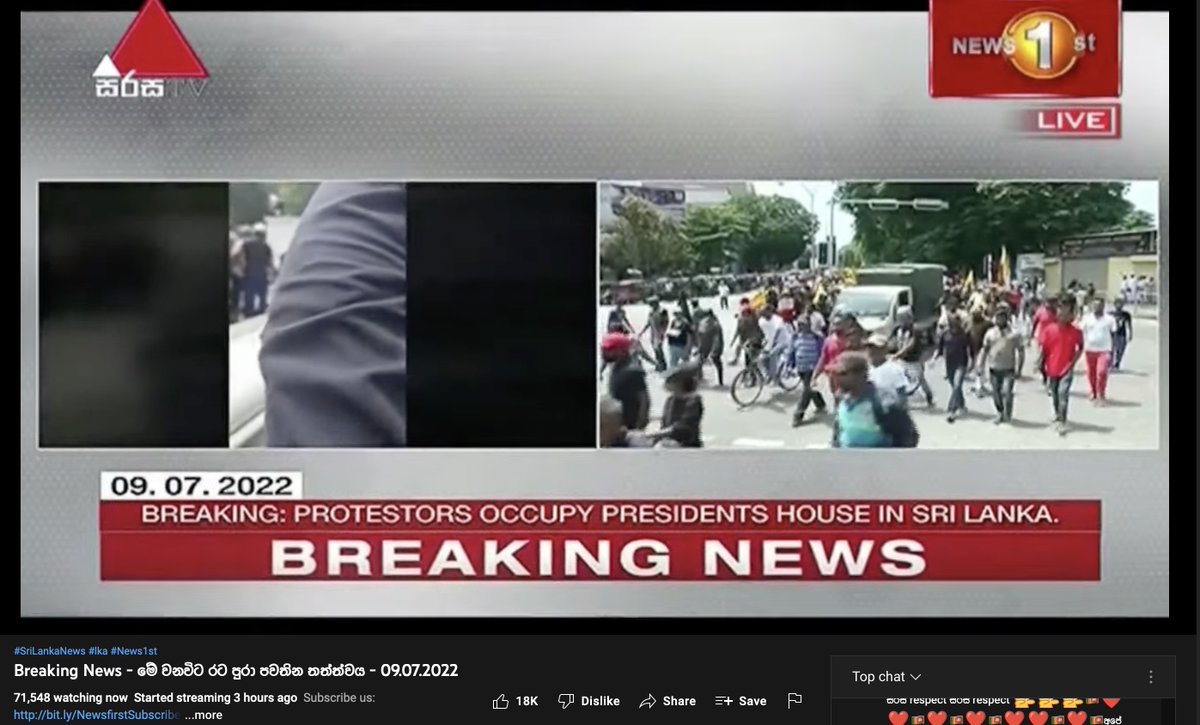 සිරස TV
NEWS 1st
LIVE
09. 07. 2022
BREAKING: PROTESTORS OCCUPY PRESIDENTS HOUSE IN SRI LANKA.
BREAKING NEWS
#SriLankaNews #lka #News1st
Breaking News - මේ වනවිට රට පුරා පවතින තත්ත්වය - 09.07.2022
71,548 watching now Started streaming 3 hours ago Subscribe us:
http://bit.ly/NewsfirstSubscribe ...more
18K
Dislike
Share
Save
Top chat
respect respect